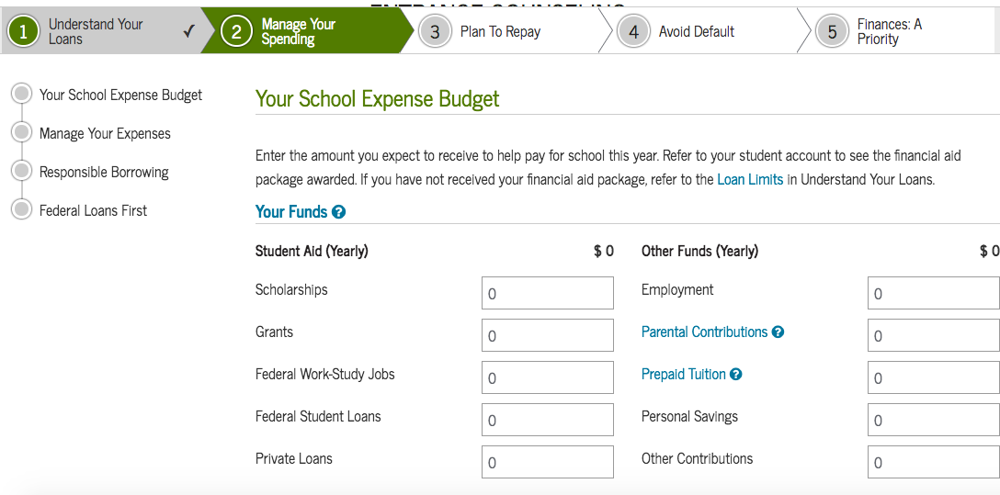 1 Understand Your
Loans
2 Manage Your
Spending
3 Plan To Repay
4 Avoid Default
5 Finances: A
Priority
Your School Expense Budget
Manage Your Expenses
Responsible Borrowing
Federal Loans First
Your School Expense Budget
Enter the amount you expect to receive to help pay for school this year. Refer to your student account to see the financial aid
package awarded. If you have not received your financial aid package, refer to the Loan Limits in Understand Your Loans.
Your Funds ?
Student Aid (Yearly) $ 0
Scholarships 0
Grants 0
Federal Work-Study Jobs 0
Federal Student Loans 0
Private Loans 0
Other Funds (Yearly) $ 0
Employment 0
Parental Contributions ? 0
Prepaid Tuition ? 0
Personal Savings 0
Other Contributions 0